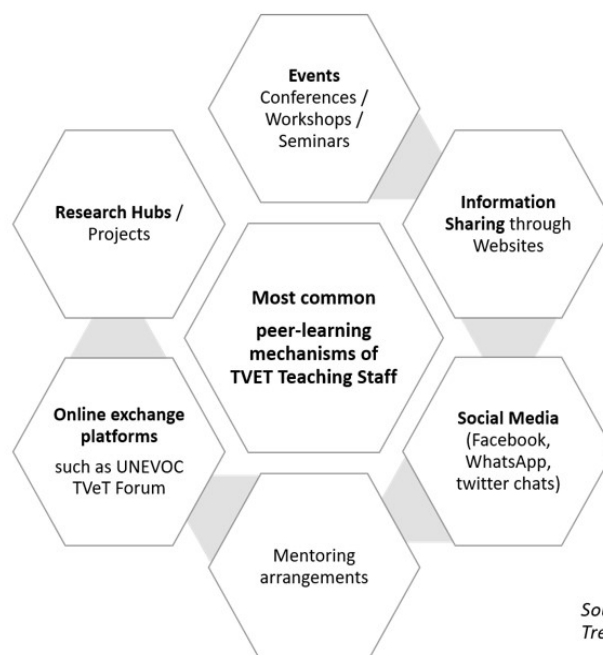 Events
Conferences /
Workshops /
Seminars
Research Hubs /
Projects
Information
Sharing through
Websites
Most common
peer-learning
mechanisms of
TVET Teaching Staff
Online exchange
platforms
such as UNEVOC
TVeT Forum
Social Media
(Facebook,
WhatsApp,
twitter chats)
Mentoring
arrangements